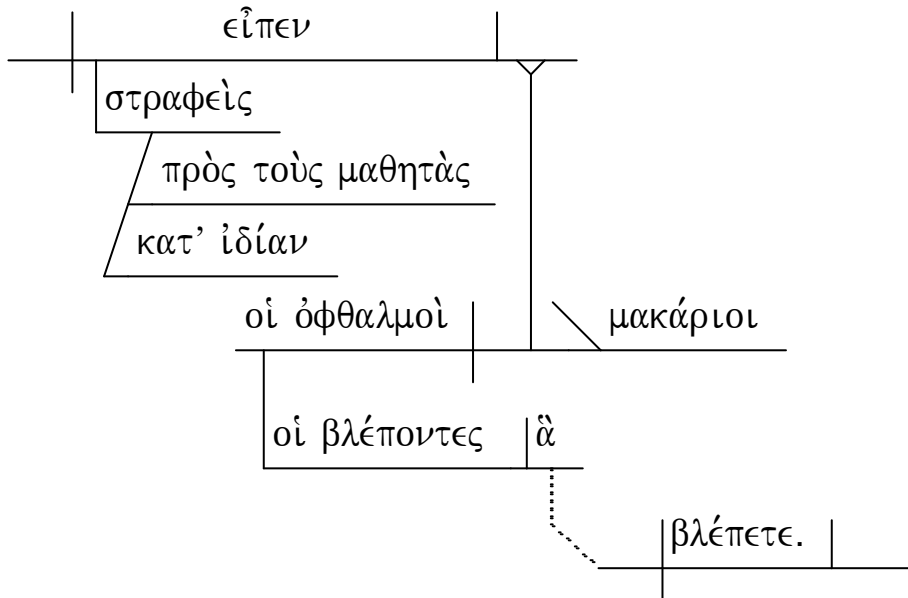 εἶπεν
στραφεὶς
πρὸς τοὺς μαθητὰς
κατ’ ἰδίαν
οἱ ὀφθαλμοὶ μακάριοι
οἱ βλέποντες ἃ
βλέπετε.